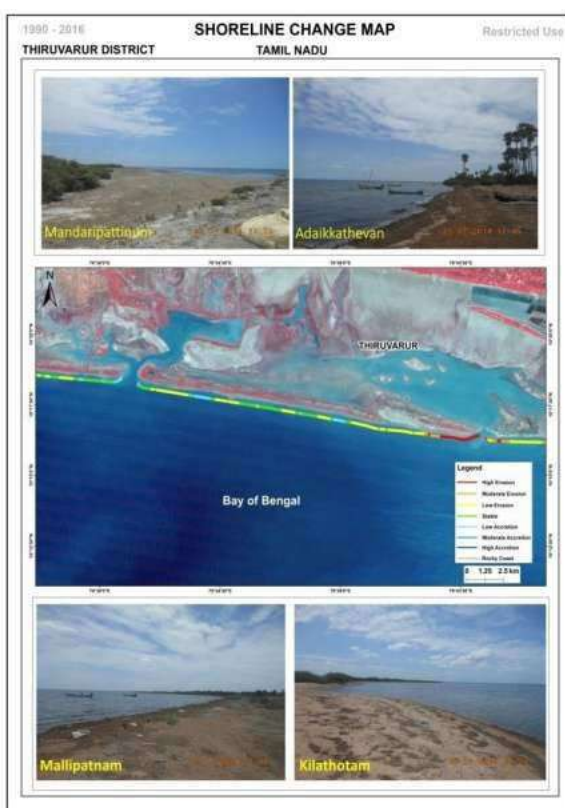 1990 - 2016
SHORELINE CHANGE MAP
Restricted Use
THIRUVARUR DISTRICT
TAMIL NADU
Mandaripattinum
Adaikkathevan
N
THIRUVARUR
Bay of Bengal
Legend
High Erosion
Moderate Erosion
Low Erosion
Stable
Low Accretion
Moderate Accretion
High Accretion
Rocky Coast
0 1.25 2.5 km
Mallipatnam
Kilathotam